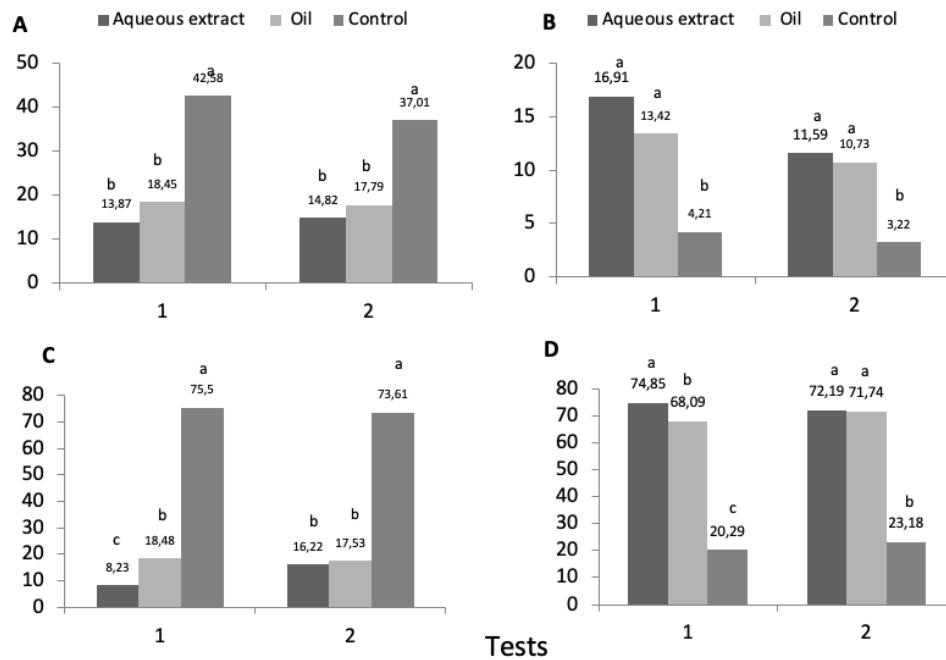 A
Aqueous extract Oil Control
50
40
30
20
10
0
b
13,87
b
18,45
a
42,58
b
14,82
b
17,79
a
37,01
1 2
B
Aqueous extract Oil Control
20
15
10
5
0
a
16,91
a
13,42
b
4,21
a
11,59
a
10,73
b
3,22
1 2
C
80
70
60
50
40
30
20
10
0
c
8,23
b
18,48
a
75,5
b
16,22
b
17,53
a
73,61
1 2
D
80
70
60
50
40
30
20
10
0
a
74,85
b
68,09
c
20,29
a
72,19
a
71,74
b
23,18
1 2
Tests